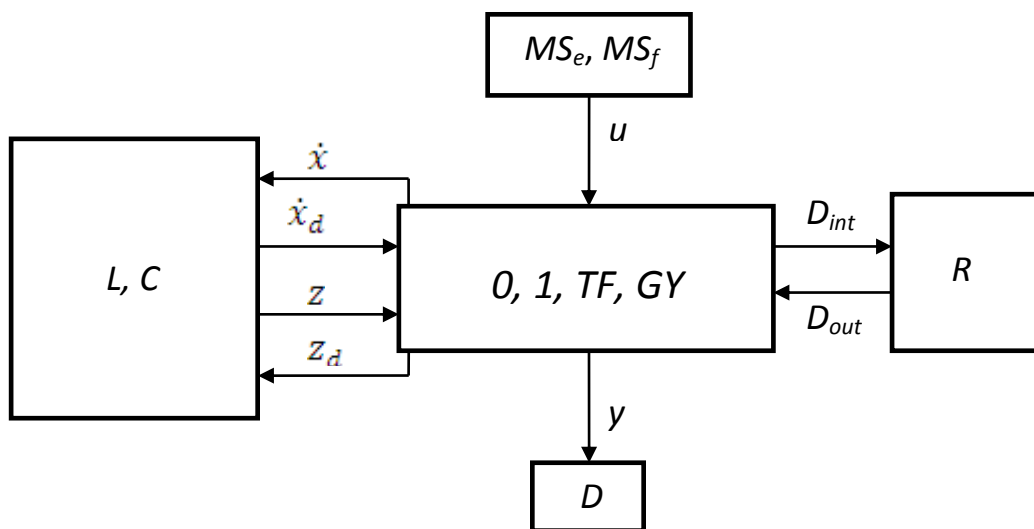 MSe, MSf
u
ẋ
ẋd
z
zd
L, C
0, 1, TF, GY
Dint
Dout
R
y
D